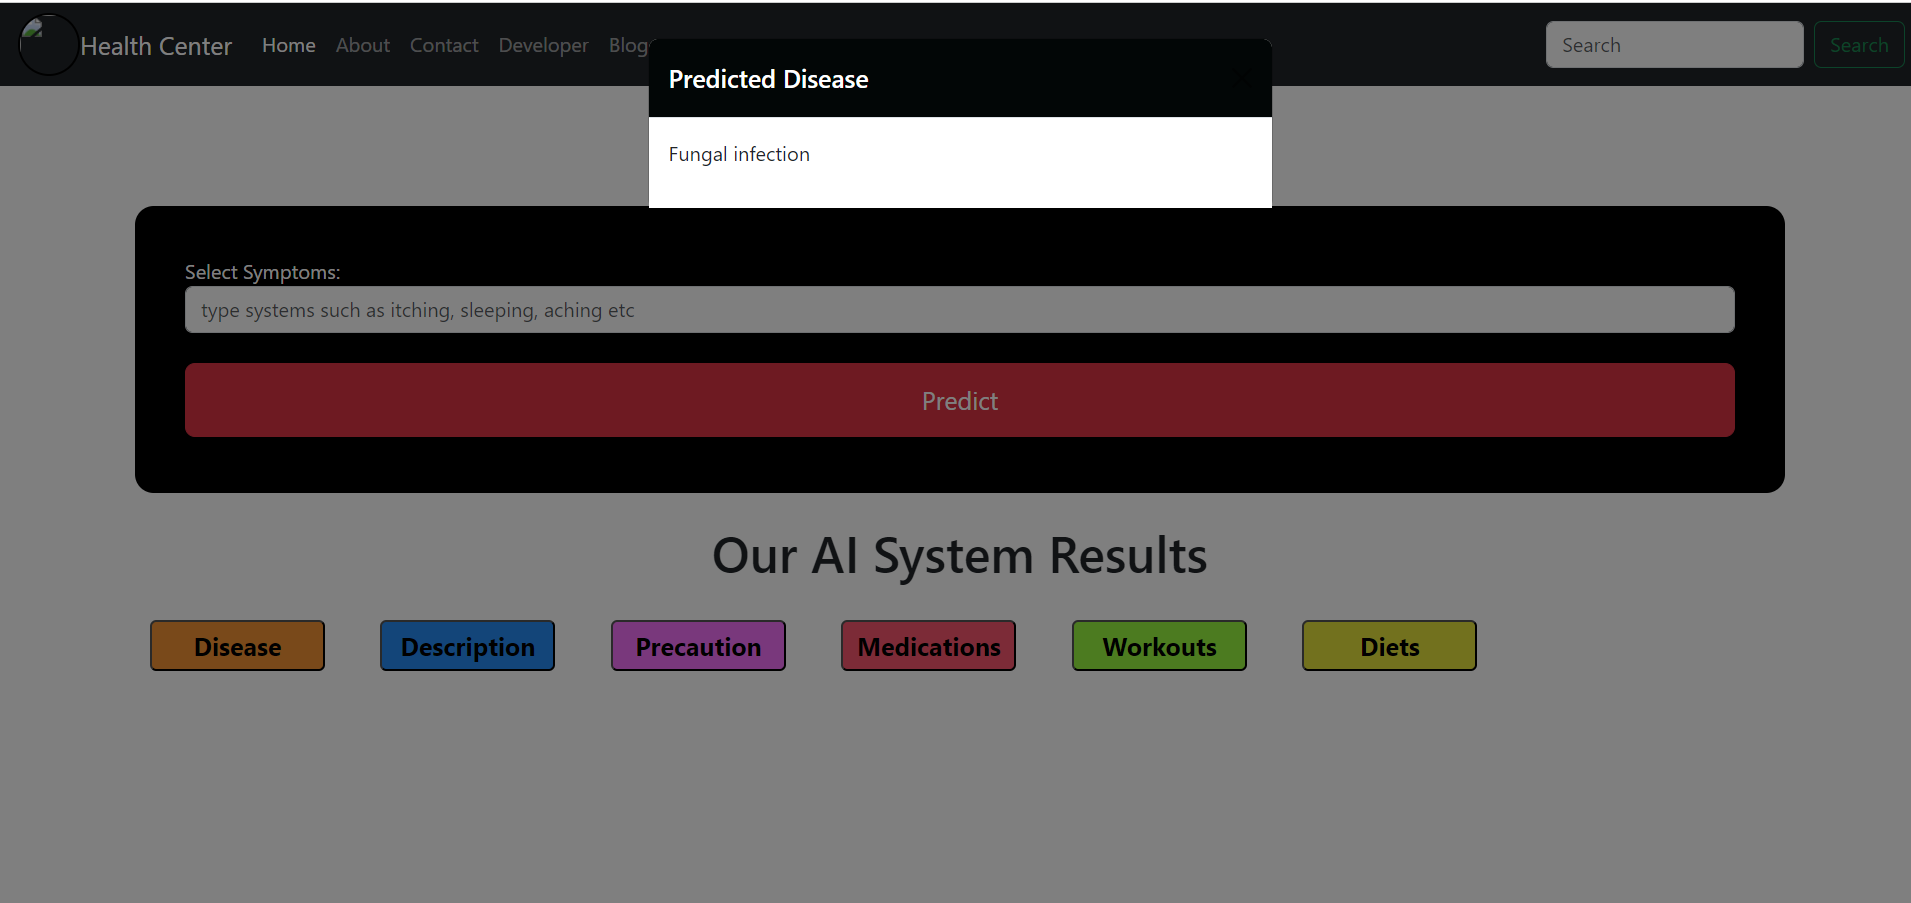 Health Center Home About Contact Developer Blog Search Search
Predicted Disease
Fungal infection
Select Symptoms:
type systems such as itching, sleeping, aching etc
Predict
Our AI System Results
Disease Description Precaution Medications Workouts Diets